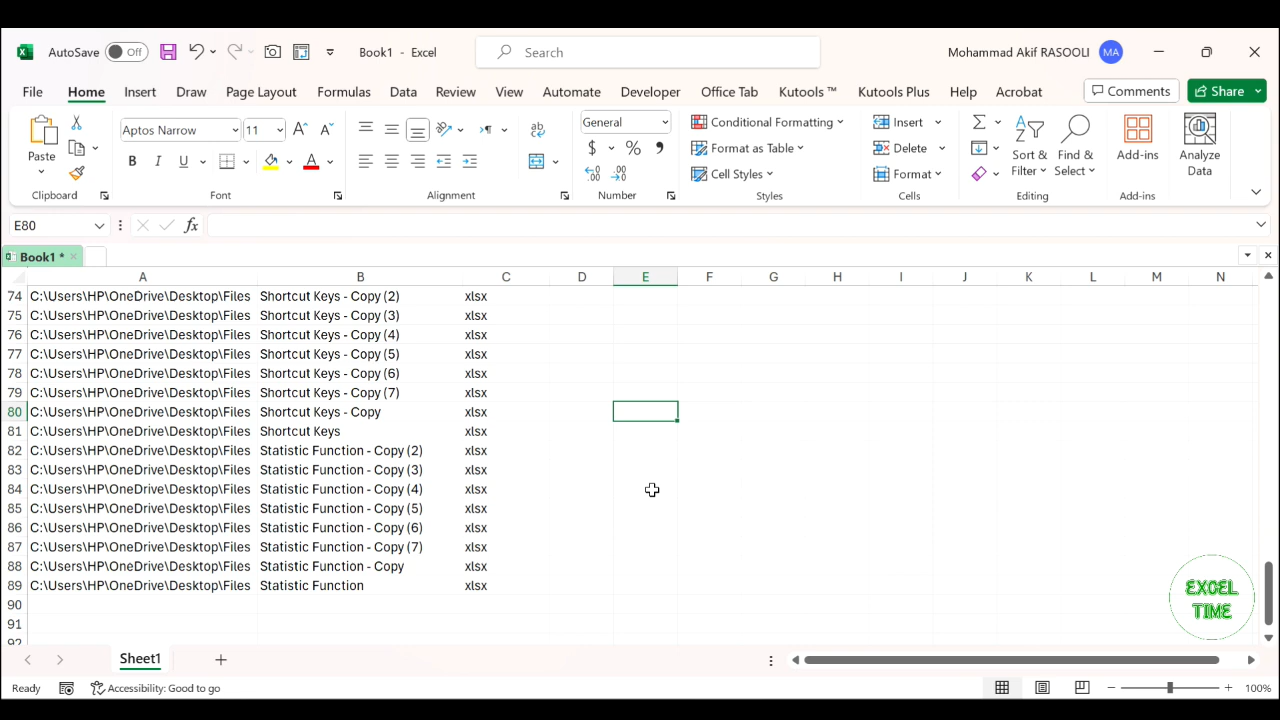 AutoSave Off Book1 - Excel Search Mohammad Akif RASOOLI MA
File Home Insert Draw Page Layout Formulas Data Review View Automate Developer Office Tab Kutools ™ Kutools Plus Help Acrobat Comments Share
Aptos Narrow 11 General Conditional Formatting Insert
Paste B I U A ab c $ % 9 Format as Table Delete Sort & Filter Find & Select Add-ins Analyze Data
Cell Styles Format
Clipboard Font Alignment Number Styles Cells Editing Add-ins
E80 fx
Book1 *
A B C D E F G H I J K L M N
74 C:\Users\HP\OneDrive\Desktop\Files Shortcut Keys - Copy (2) xlsx
75 C:\Users\HP\OneDrive\Desktop\Files Shortcut Keys - Copy (3) xlsx
76 C:\Users\HP\OneDrive\Desktop\Files Shortcut Keys - Copy (4) xlsx
77 C:\Users\HP\OneDrive\Desktop\Files Shortcut Keys - Copy (5) xlsx
78 C:\Users\HP\OneDrive\Desktop\Files Shortcut Keys - Copy (6) xlsx
79 C:\Users\HP\OneDrive\Desktop\Files Shortcut Keys - Copy (7) xlsx
80 C:\Users\HP\OneDrive\Desktop\Files Shortcut Keys - Copy xlsx
81 C:\Users\HP\OneDrive\Desktop\Files Shortcut Keys xlsx
82 C:\Users\HP\OneDrive\Desktop\Files Statistic Function - Copy (2) xlsx
83 C:\Users\HP\OneDrive\Desktop\Files Statistic Function - Copy (3) xlsx
84 C:\Users\HP\OneDrive\Desktop\Files Statistic Function - Copy (4) xlsx
85 C:\Users\HP\OneDrive\Desktop\Files Statistic Function - Copy (5) xlsx
86 C:\Users\HP\OneDrive\Desktop\Files Statistic Function - Copy (6) xlsx
87 C:\Users\HP\OneDrive\Desktop\Files Statistic Function - Copy (7) xlsx
88 C:\Users\HP\OneDrive\Desktop\Files Statistic Function - Copy xlsx
89 C:\Users\HP\OneDrive\Desktop\Files Statistic Function xlsx
90
91
92
EXCEL
TIME
Sheet1
Ready Accessibility: Good to go 100%